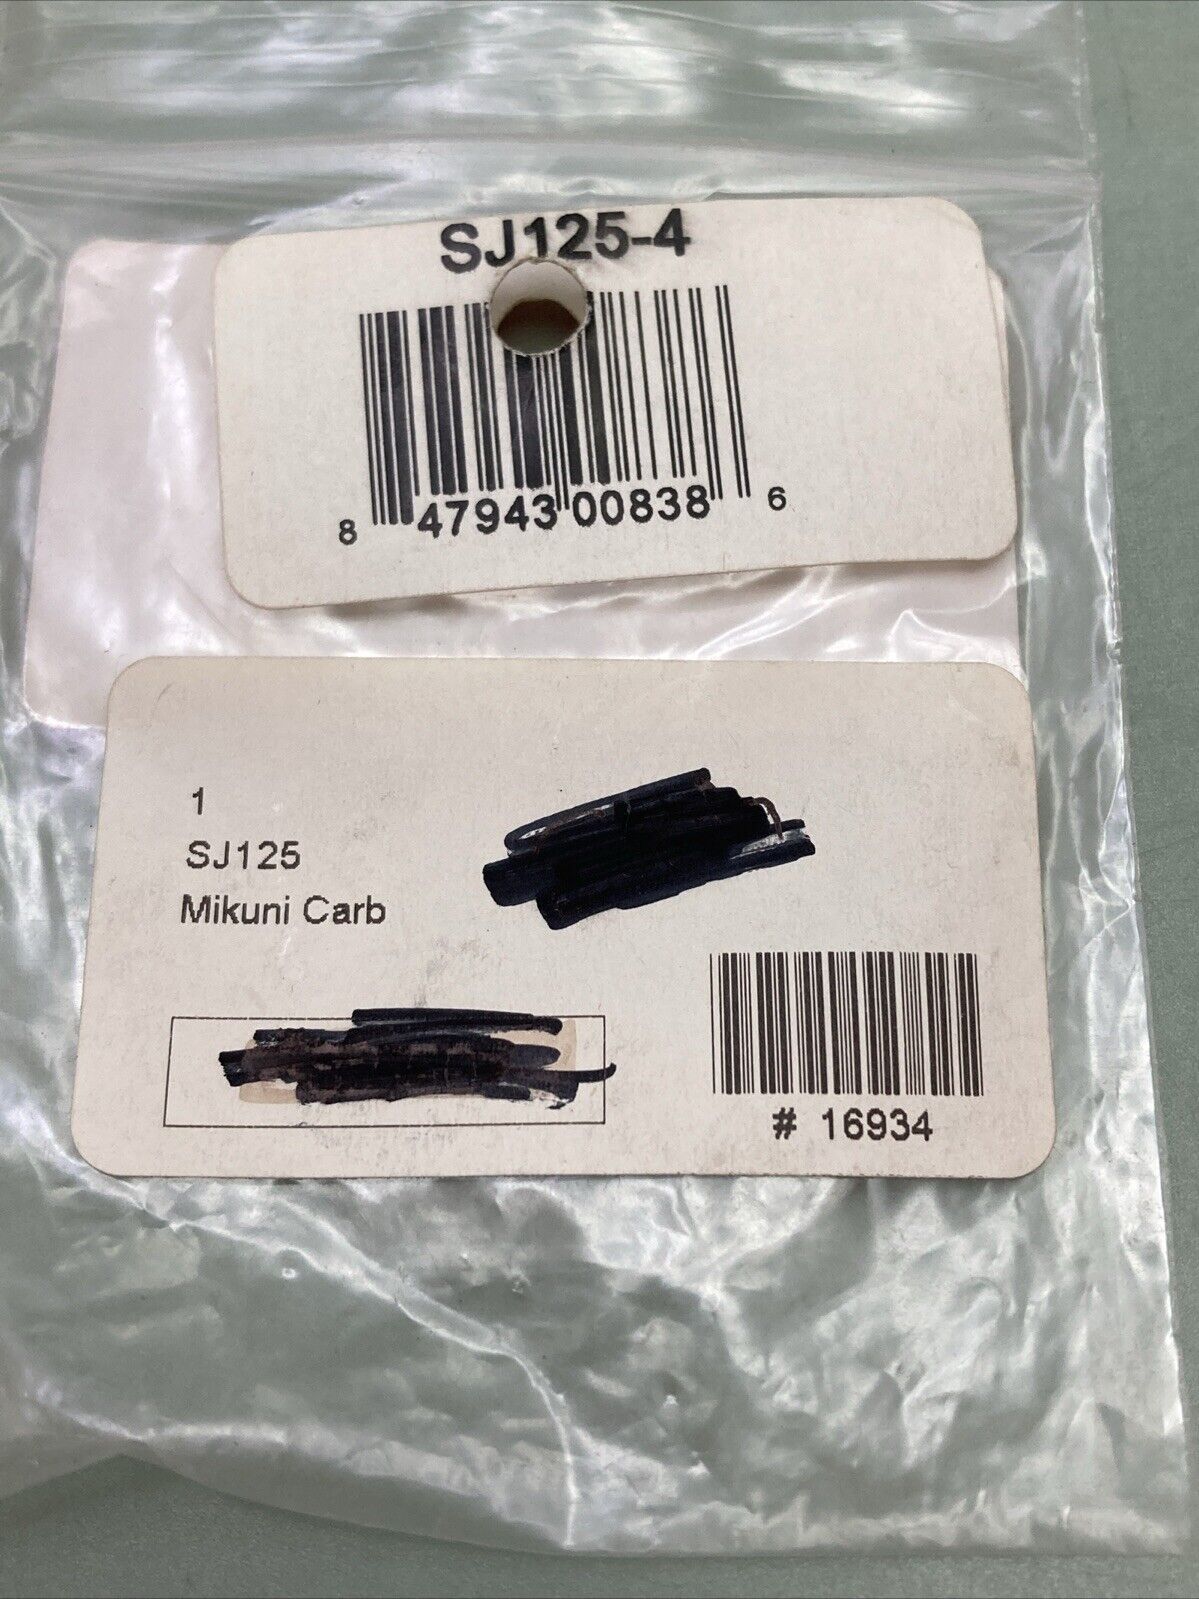 SJ125-4
8 47943 00838 6
1
SJ125
Mikuni Carb
# 16934